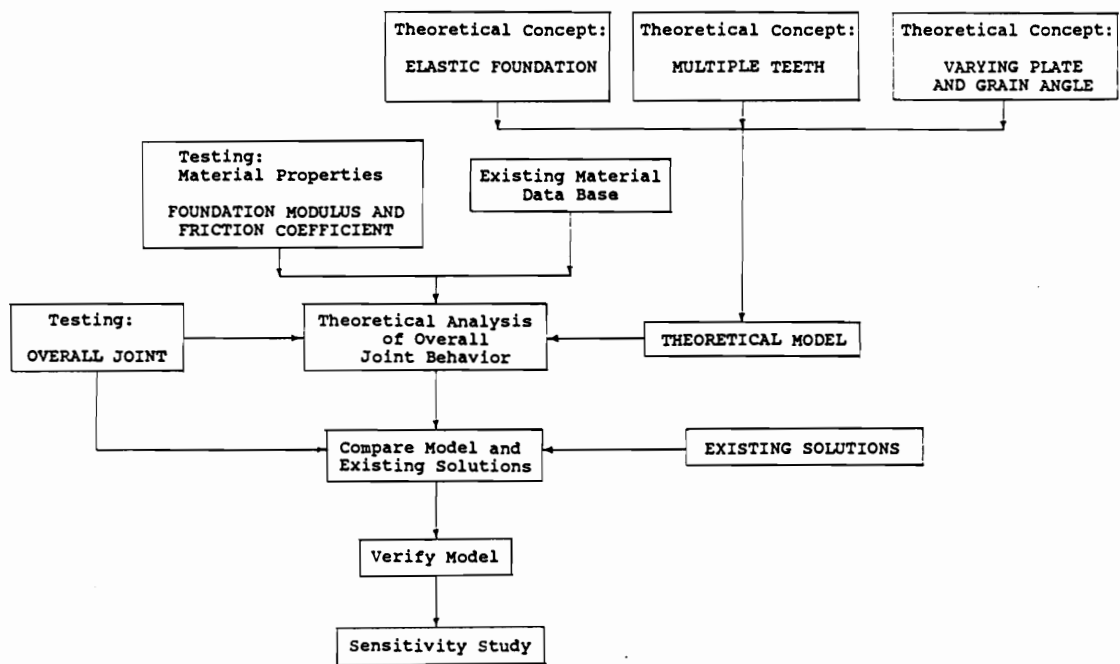 Theoretical Concept:
ELASTIC FOUNDATION
Theoretical Concept:
MULTIPLE TEETH
Theoretical Concept:
VARYING PLATE
AND GRAIN ANGLE
Testing:
Material Properties
FOUNDATION MODULUS AND
FRICTION COEFFICIENT
Existing Material
Data Base
Testing:
OVERALL JOINT
Theoretical Analysis
of Overall
Joint Behavior
THEORETICAL MODEL
Compare Model and
Existing Solutions
EXISTING SOLUTIONS
Verify Model
Sensitivity Study